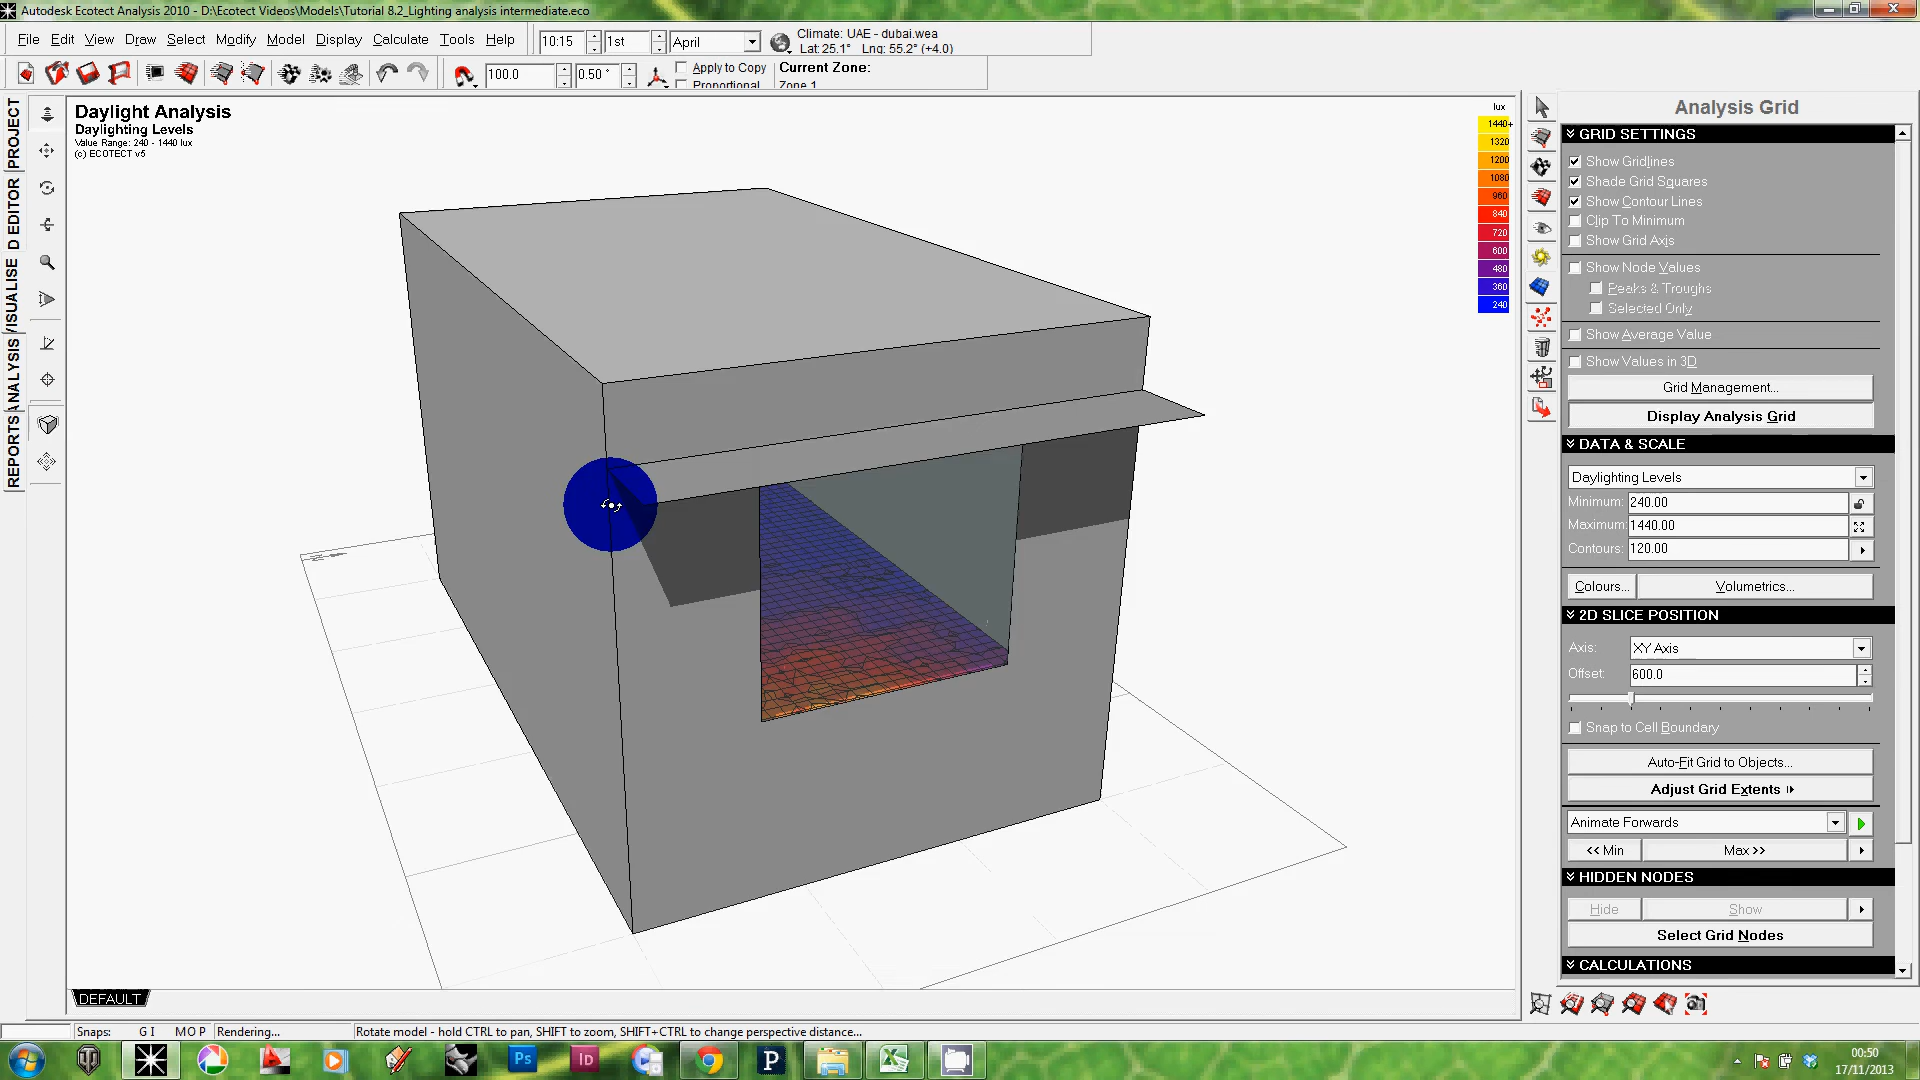 Autodesk Ecotect Analysis 2010 - D:\Ecotect Videos\Models\Tutorial 8.2_Lighting analysis intermediate.eco
File Edit View Draw Select Modify Model Display Calculate Tools Help
10:15 1st April
Climate: UAE - dubai.wea
Lat: 25.1° Lng: 55.2° (+4.0)
100.0 0.50 ° Apply to Copy
Proportional
Current Zone:
Zone 1
PROJECT
D EDITOR
VISUALISE
ANALYSIS
REPORTS
Daylight Analysis
Daylighting Levels
Value Range: 240 - 1440 lux
(c) ECOTECT v5
lux
1440+
1320
1200
1080
960
840
720
600
480
360
240
Analysis Grid
GRID SETTINGS
Show Gridlines
Shade Grid Squares
Show Contour Lines
Clip To Minimum
Show Grid Axis
Show Node Values
Peaks & Troughs
Selected Only
Show Average Value
Show Values in 3D
Grid Management...
Display Analysis Grid
DATA & SCALE
Daylighting Levels
Minimum: 240.00
Maximum: 1440.00
Contours: 120.00
Colours... Volumetrics...
2D SLICE POSITION
Axis: XY Axis
Offset: 600.0
Snap to Cell Boundary
Auto-Fit Grid to Objects...
Adjust Grid Extents
Animate Forwards
<< Min Max >>
HIDDEN NODES
Hide Show
Select Grid Nodes
CALCULATIONS
DEFAULT
Snaps: G I M O P Rendering... Rotate model - hold CTRL to pan, SHIFT to zoom, SHIFT+CTRL to change perspective distance...
Ps Id P
00:50
17/11/2013